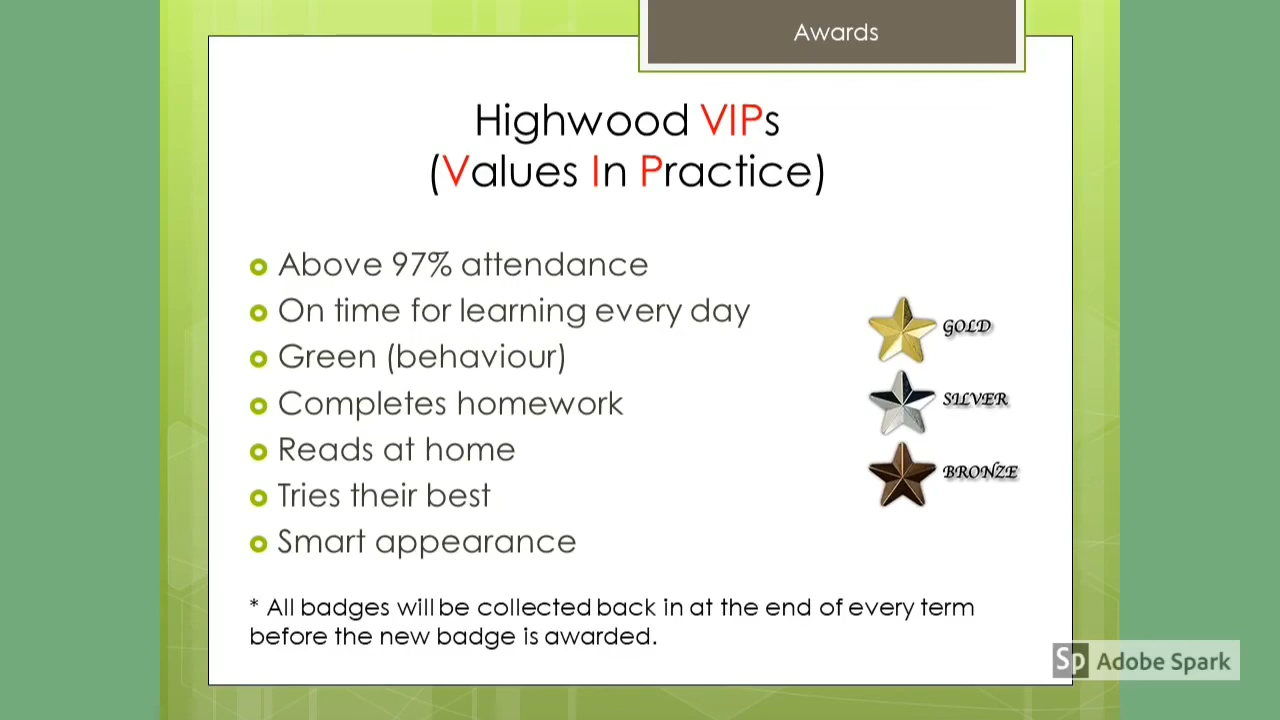 Awards
Highwood VIPs
(Values In Practice)
Above 97% attendance
On time for learning every day
Green (behaviour)
Completes homework
Reads at home
Tries their best
Smart appearance
GOLD
SILVER
BRONZE
* All badges will be collected back in at the end of every term
before the new badge is awarded.
Sp Adobe Spark